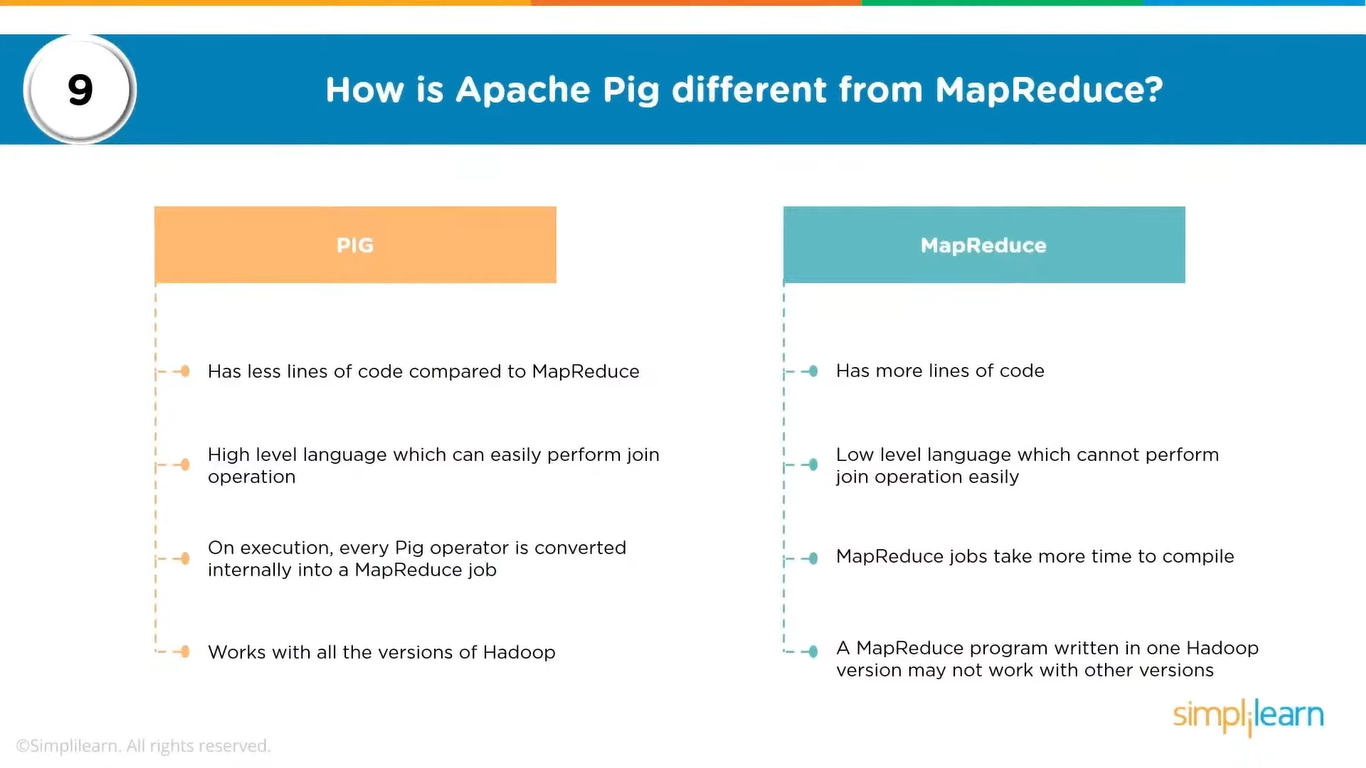 9
How is Apache Pig different from MapReduce?
PIG
Has less lines of code compared to MapReduce
High level language which can easily perform join
operation
On execution, every Pig operator is converted
internally into a MapReduce job
Works with all the versions of Hadoop
MapReduce
Has more lines of code
Low level language which cannot perform
join operation easily
MapReduce jobs take more time to compile
A MapReduce program written in one Hadoop
version may not work with other versions
simplilearn
©Simplilearn. All rights reserved.